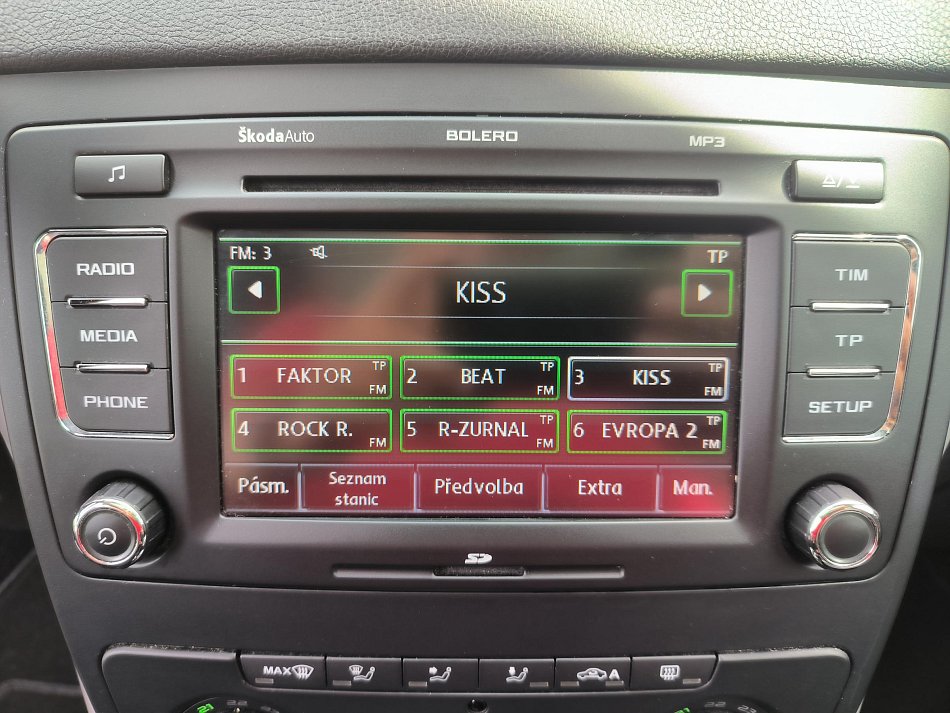 ŠkodaAuto BOLERO MP3
FM: 3 TP
KISS
RADIO
MEDIA
PHONE
TIM
TP
SETUP
1 FAKTOR TP FM
2 BEAT TP FM
3 KISS TP FM
4 ROCK R. FM
5 R-ZURNAL TP FM
6 EVROPA 2 TP FM
Pásm.
Seznam
stanic
Předvolba
Extra
Man.
SD
MAX
A
21
22